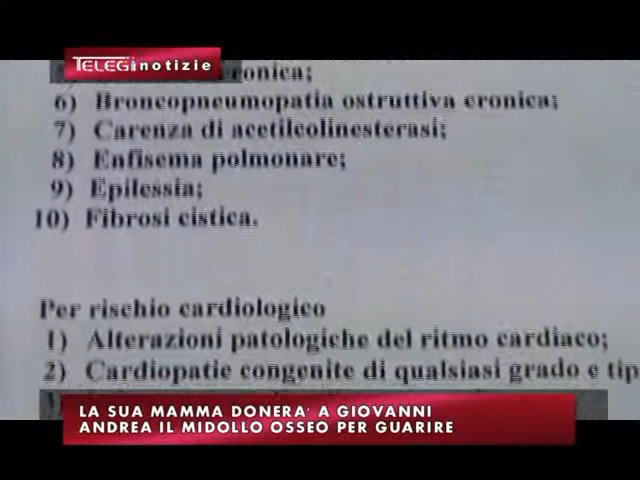 TELEGInotizie
ronica;
6) Broncopneumopatia ostruttiva cronica;
7) Carenza di acetilcolinesterasi;
8) Enfisema polmonare;
9) Epilessia;
10) Fibrosi cistica.
Per rischio cardiologico
1) Alterazioni patologiche del ritmo cardiaco;
2) Cardiopatie congenite di qualsiasi grado e tip
LA SUA MAMMA DONERA' A GIOVANNI
ANDREA IL MIDOLLO OSSEO PER GUARIRE